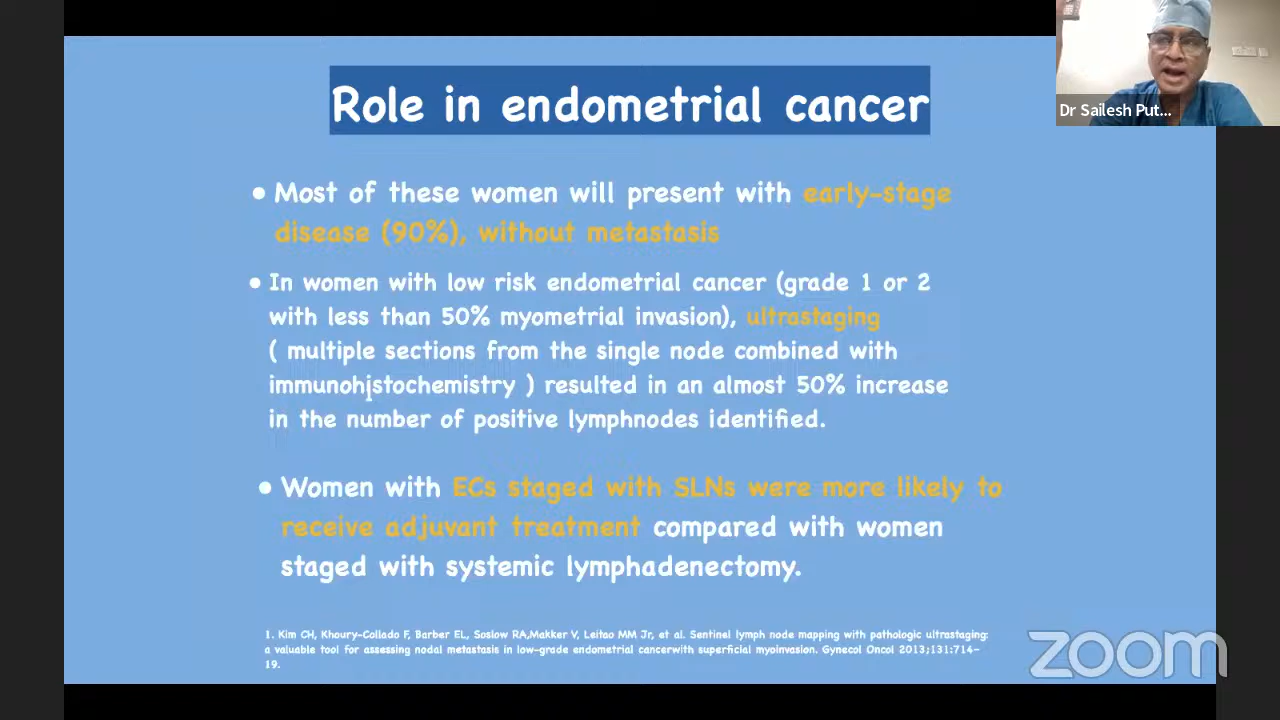 Role in endometrial cancer
Dr Sailesh Put...
• Most of these women will present with early-stage
disease (90%), without metastasis
• In women with low risk endometrial cancer (grade 1 or 2
with less than 50% myometrial invasion), ultrastaging
( multiple sections from the single node combined with
immunohistochemistry ) resulted in an almost 50% increase
in the number of positive lymphnodes identified.
• Women with ECs staged with SLNs were more likely to
receive adjuvant treatment compared with women
staged with systemic lymphadenectomy.
1. Kim CH, Khoury-Collado F, Barber EL, Soslow RA,Makker V, Leitao MM Jr, et al. Sentinel lymph node mapping with pathologic ultrastaging:
a valuable tool for assessing nodal metastasis in low-grade endometrial cancerwith superficial myoinvasion. Gynecol Oncol 2013;131:714-
19.
zoom